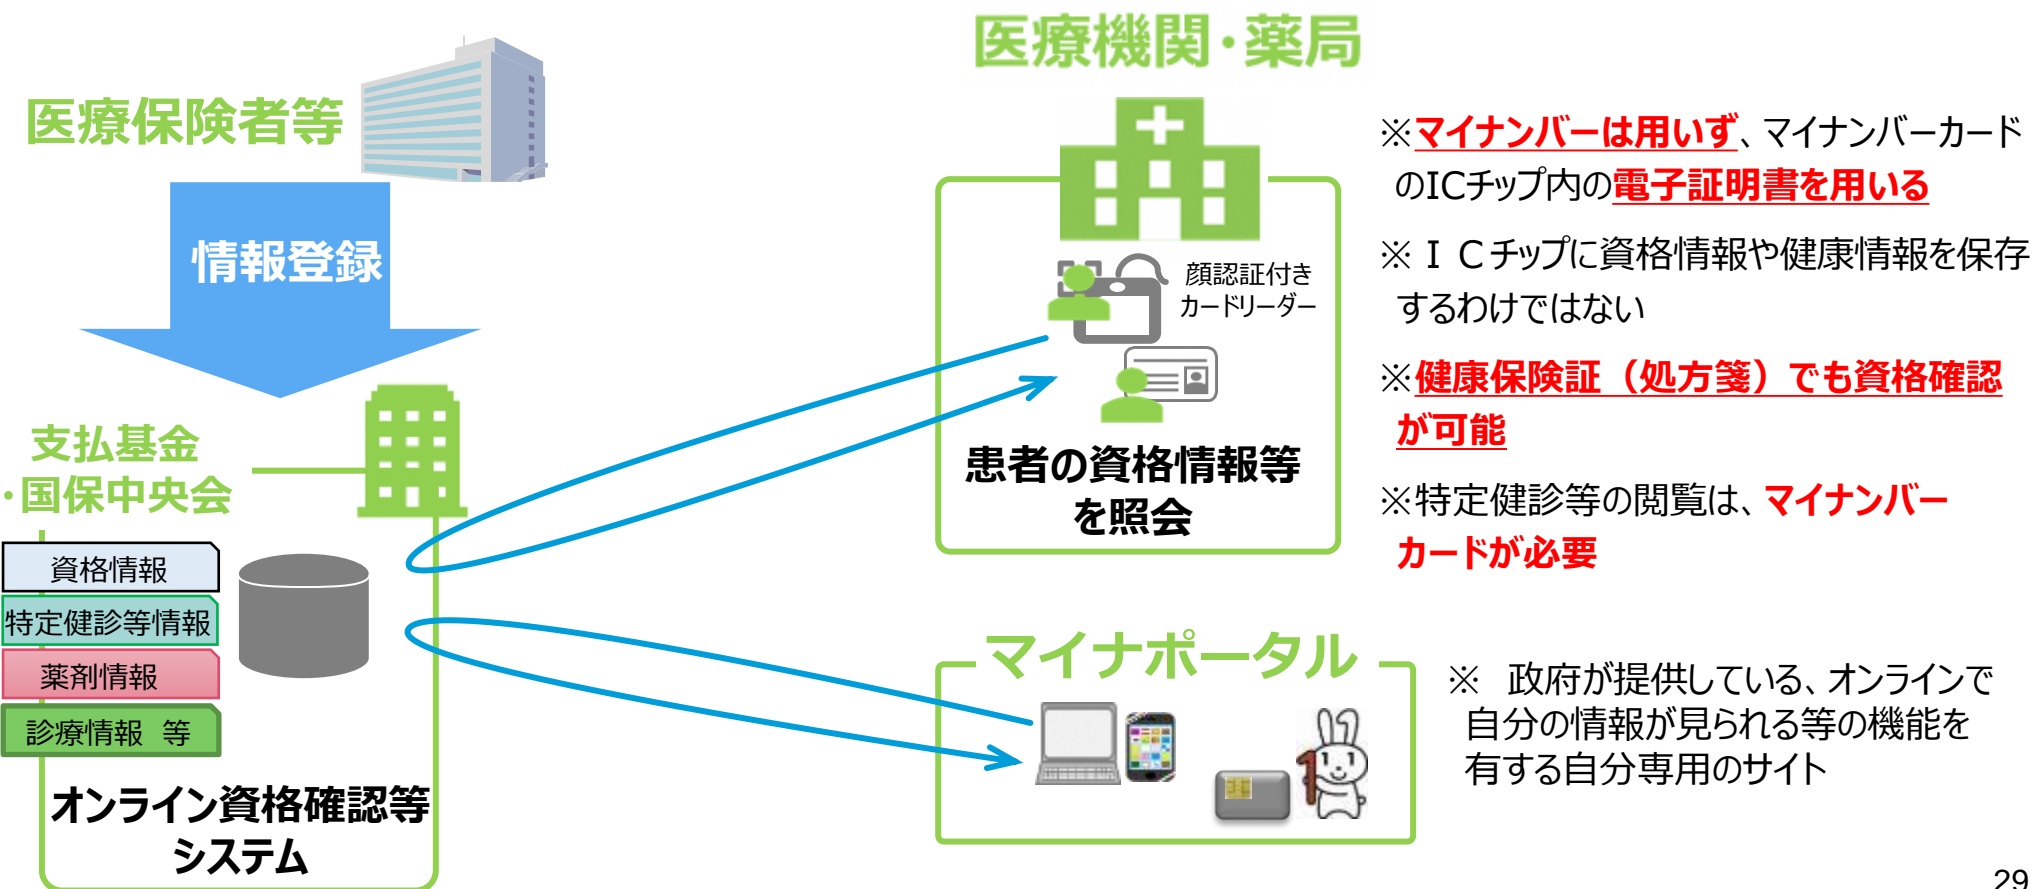 医療保険者等
情報登録
支払基金
・国保中央会
資格情報
特定健診等情報
薬剤情報
診療情報　等
オンライン資格確認等
システム
医療機関・薬局
顔認証付き
カードリーダー
患者の資格情報等
を照会
※マイナンバーは用いず、マイナンバーカード
のICチップ内の電子証明書を用いる
※ＩＣチップに資格情報や健康情報を保存
するわけではない
※健康保険証（処方箋）でも資格確認
が可能
※特定健診等の閲覧は、マイナンバー
カードが必要
マイナポータル
※　政府が提供している、オンラインで
自分の情報が見られる等の機能を
有する自分専用のサイト
29